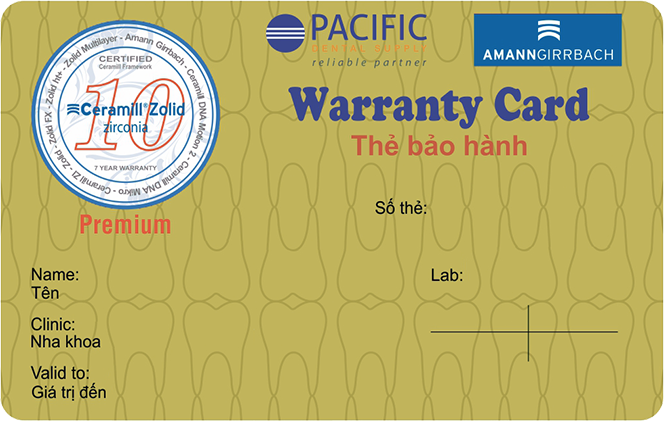 PACIFIC
DENTAL SUPPLY
reliable partner
AMANNGIRRBACH
Warranty Card
Thẻ bảo hành
Zolid FX - Zolid ht+ - Zolid Multilayer - Amann Girrbach - Ceramill DNA Motion 2 - Ceramill DNA Mikro - Ceramill ZI - Zolid -
CERTIFIED
Ceramill Framework
10
Ceramill® Zolid
zirconia
7 YEAR WARRANTY
Premium
Số thẻ:
Name:
Tên
Lab:
Clinic:
Nha khoa
Valid to:
Giá trị đến